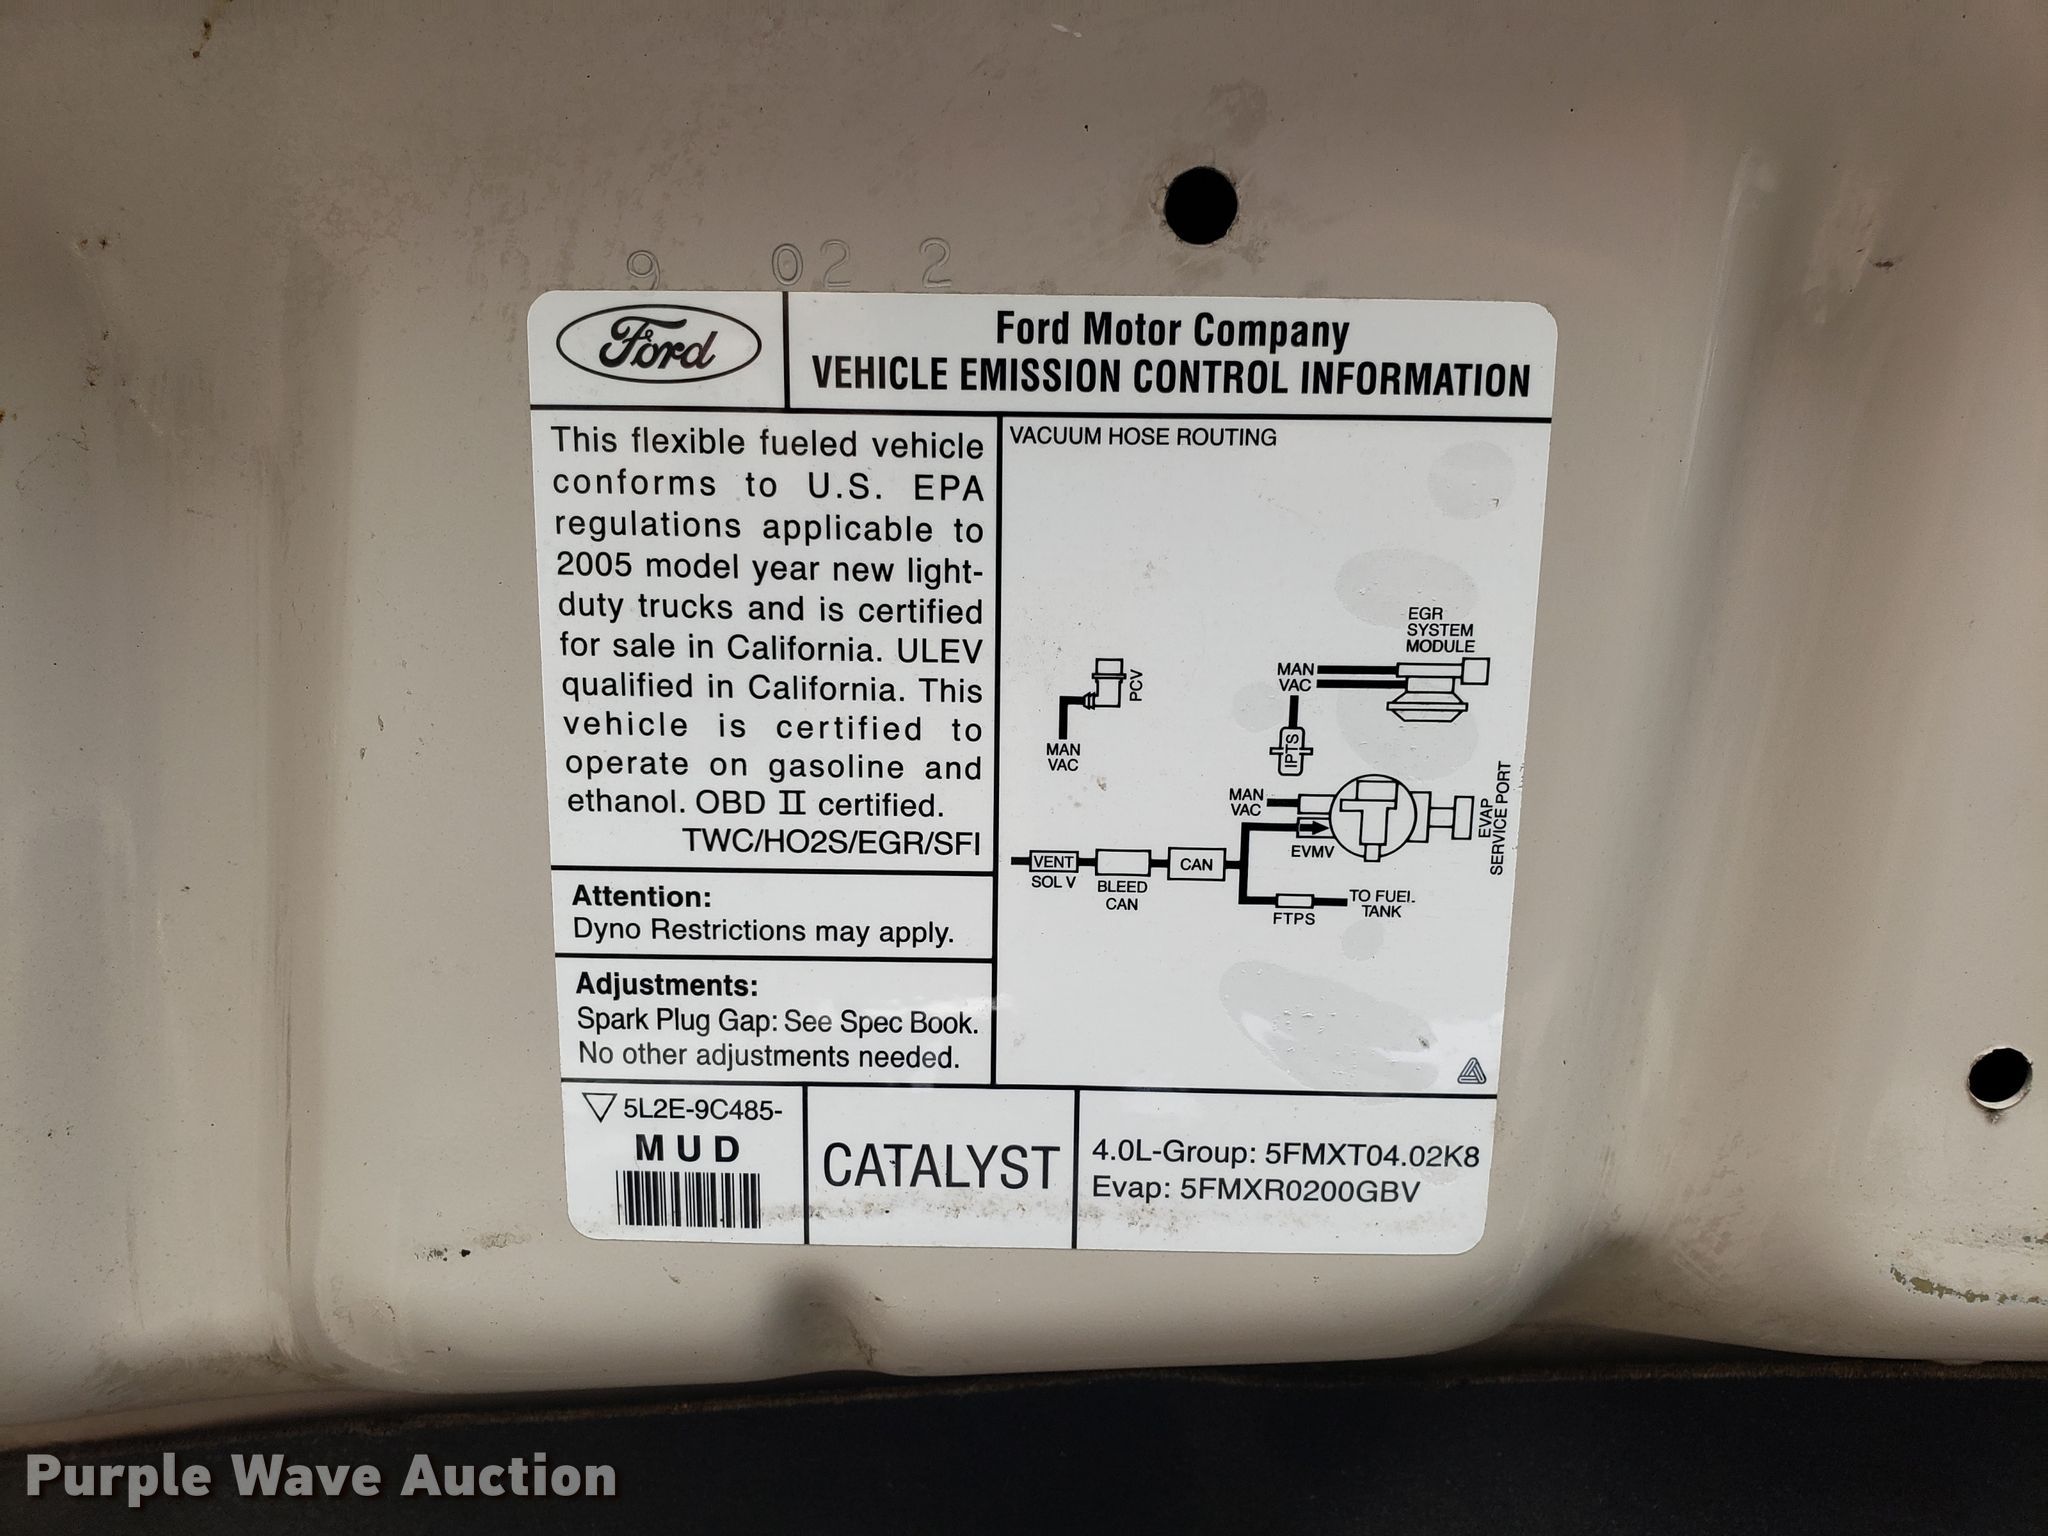 9 02 2
Ford
Ford Motor Company
VEHICLE EMISSION CONTROL INFORMATION
This flexible fueled vehicle
conforms to U.S. EPA
regulations applicable to
2005 model year new light-
duty trucks and is certified
for sale in California. ULEV
qualified in California. This
vehicle is certified to
operate on gasoline and
ethanol. OBD II certified.
TWC/HO2S/EGR/SFI
Attention:
Dyno Restrictions may apply.
Adjustments:
Spark Plug Gap: See Spec Book.
No other adjustments needed.
VACUUM HOSE ROUTING
EGR
SYSTEM
MODULE
MAN
VAC
PCV
MAN
VAC
IPTS
MAN
VAC
EVAP
SERVICE PORT
EVMV
VENT
SOL V
BLEED
CAN
CAN
FTPS
TO FUEL
TANK
5L2E-9C485-
MUD
CATALYST
4.0L-Group: 5FMXT04.02K8
Evap: 5FMXR0200GBV
Purple Wave Auction